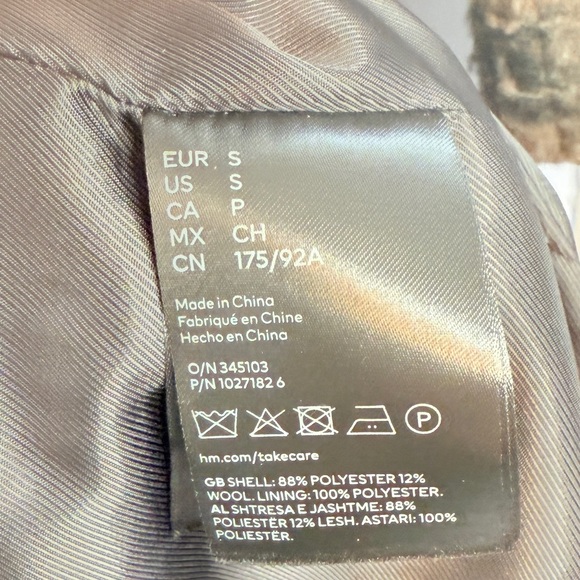 EUR S
US S
CA P
MX CH
CN 175/92A
Made in China
Fabriqué en Chine
Hecho en China
O/N 345103
P/N 1027182 6
P
hm.com/takecare
GB SHELL: 88% POLYESTER 12%
WOOL. LINING: 100% POLYESTER.
AL SHTRESA E JASHTME: 88%
POLIESTËR 12% LESH. ASTARI: 100%
POLIESTËR.